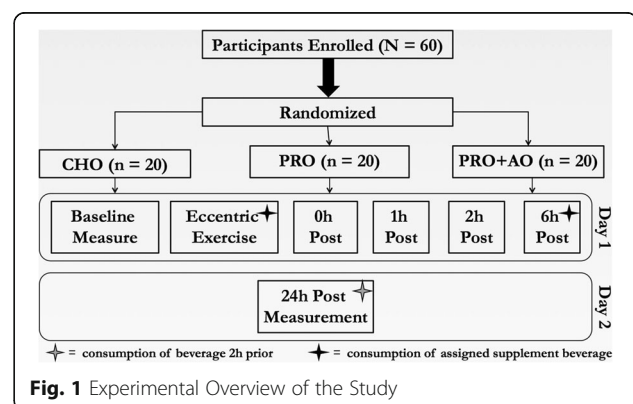 Participants Enrolled (N = 60)
Randomized
CHO (n = 20)
PRO (n = 20)
PRO+AO (n = 20)
Baseline
Measure
Eccentric
Exercise
0h
Post
1h
Post
2h
Post
6h
Post
Day 1
24h Post
Measurement
Day 2
= consumption of beverage 2h prior
= consumption of assigned supplement beverage
Fig. 1 Experimental Overview of the Study